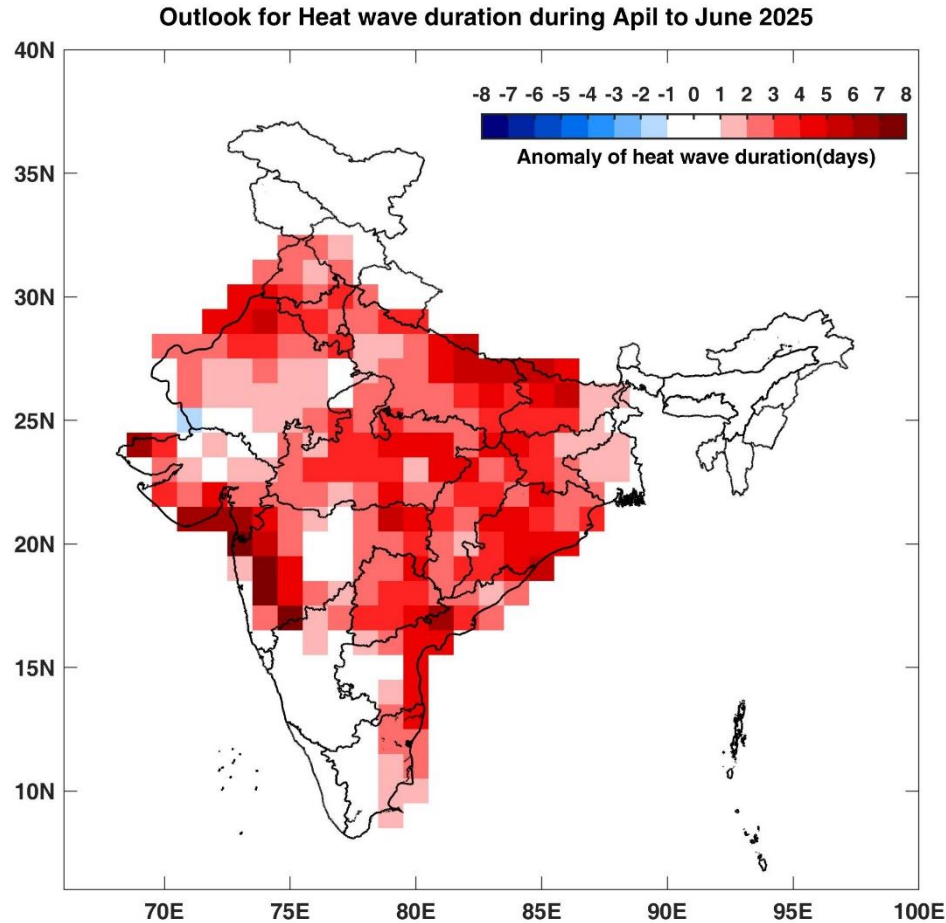 Outlook for Heat wave duration during Apil to June 2025
40N
-8 -7 -6 -5 -4 -3 -2 -1 0 1 2 3 4 5 6 7 8
Anomaly of heat wave duration(days)
35N
30N
25N
20N
15N
10N
70E 75E 80E 85E 90E 95E 100E